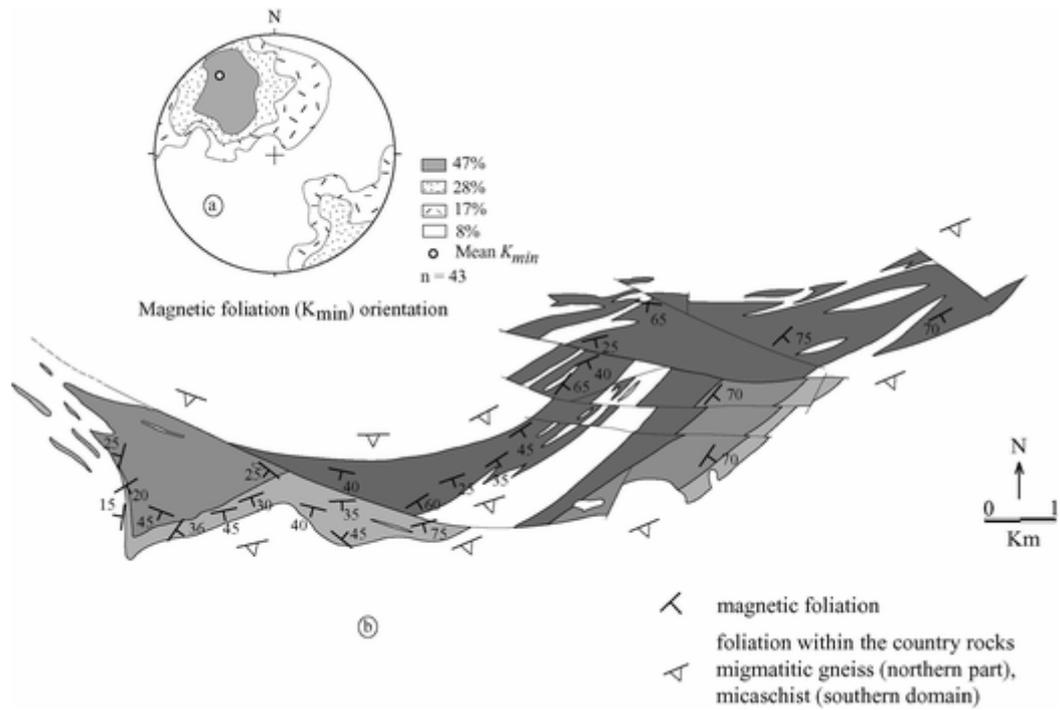 N
47%
28%
17%
8%
Mean Kmin
n = 43
a
Magnetic foliation (Kmin) orientation
65
75
70
25
40
65
70
45
70
25
25
40
35
25
60
20
15
45
36
45
30
40
35
45
75
N
0 1
Km
b
magnetic foliation
foliation within the country rocks
migmatitic gneiss (northern part),
micaschist (southern domain)